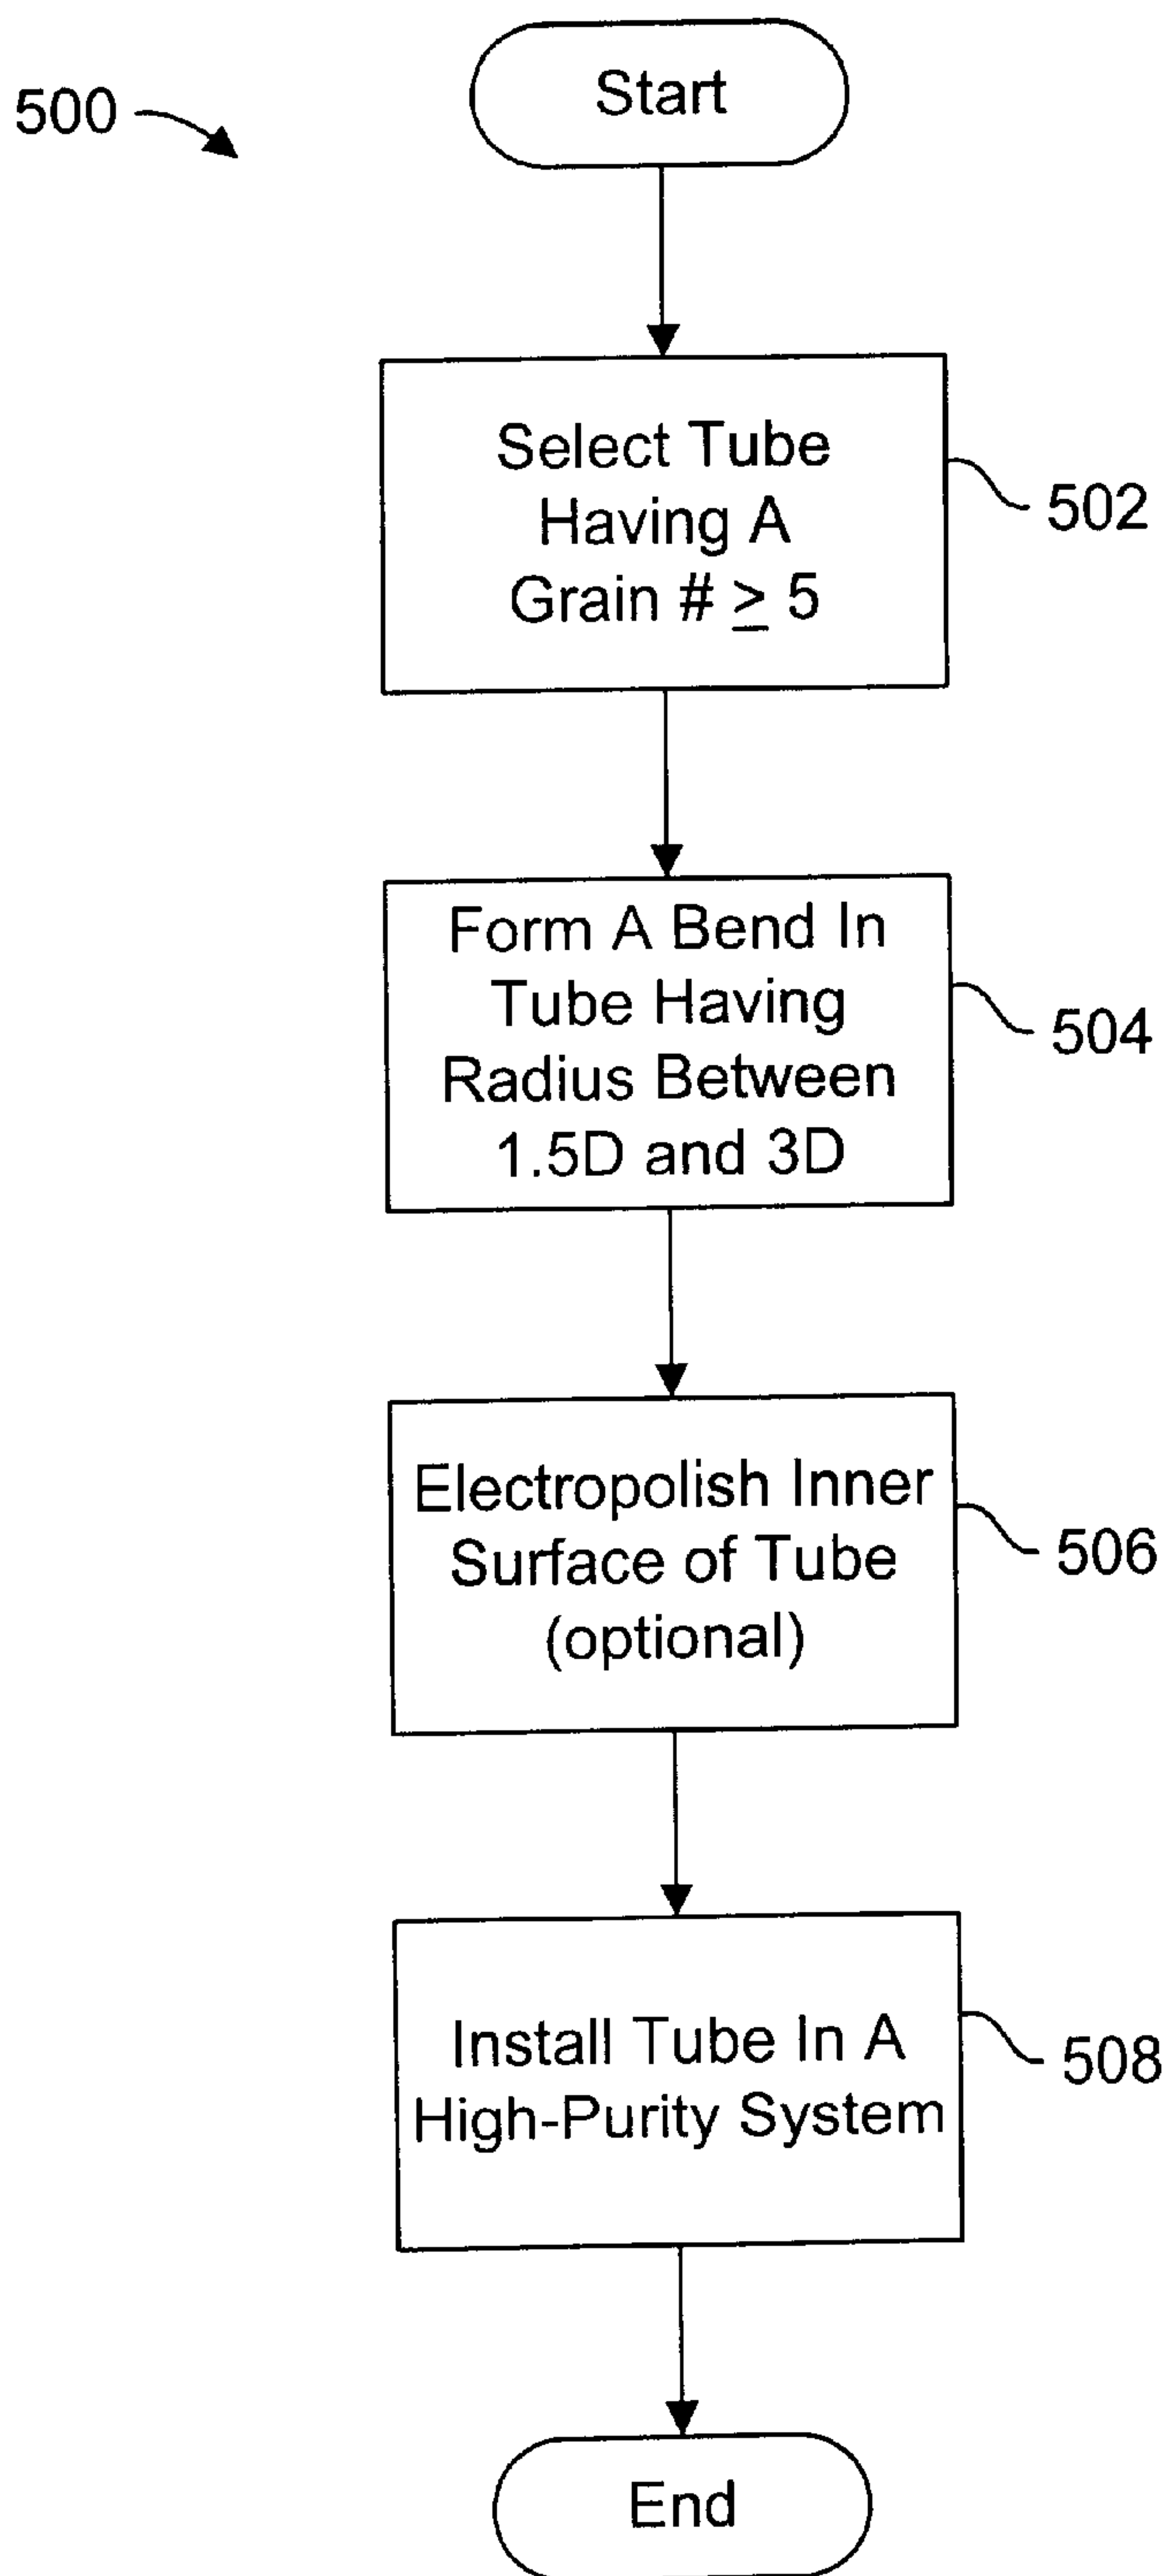 Start
500
Select Tube
Having A
Grain # ≥ 5
502
Form A Bend In
Tube Having
Radius Between
1.5D and 3D
504
Electropolish Inner
Surface of Tube
(optional)
506
Install Tube In A
High-Purity System
508
End